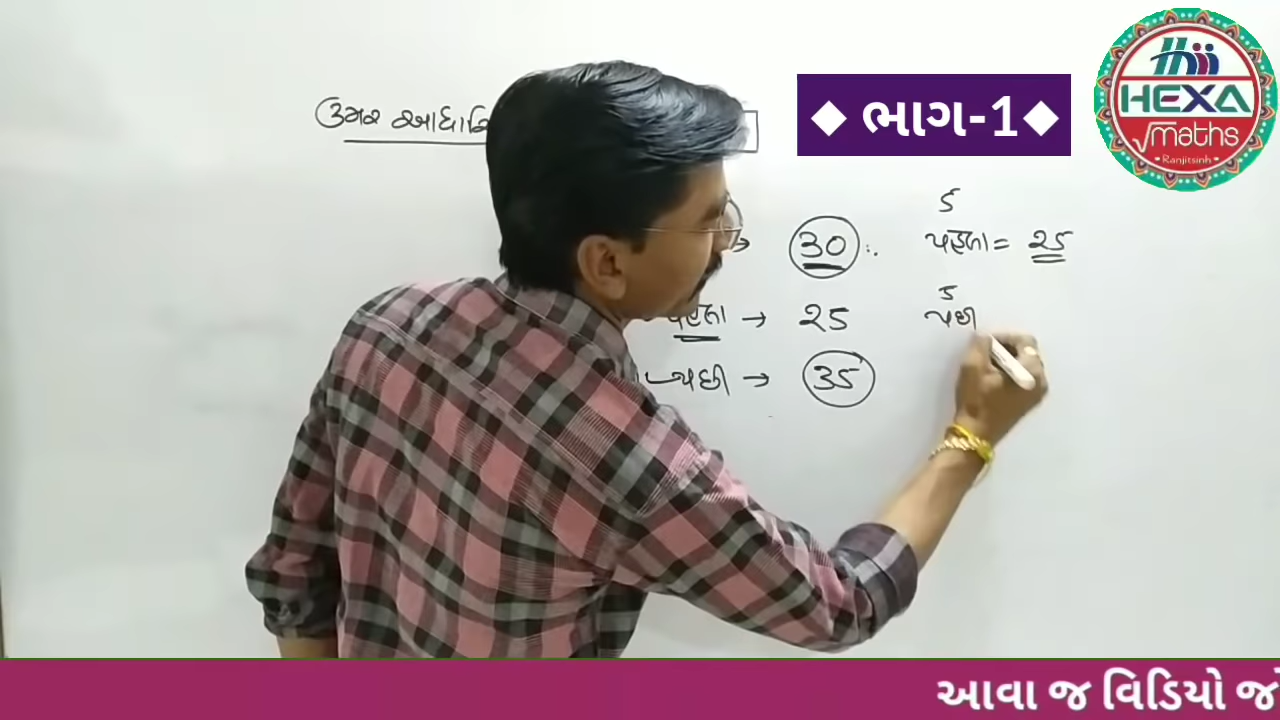 ◆ ભાગ-1◆
HEXA
maths
Ranjitsinh
ઉંમર આધારિ
5
30 ∴ પહેલા = 25
5
પહેલા → 25 પછી
પછી → 35
આવા જ વિડિયો જો